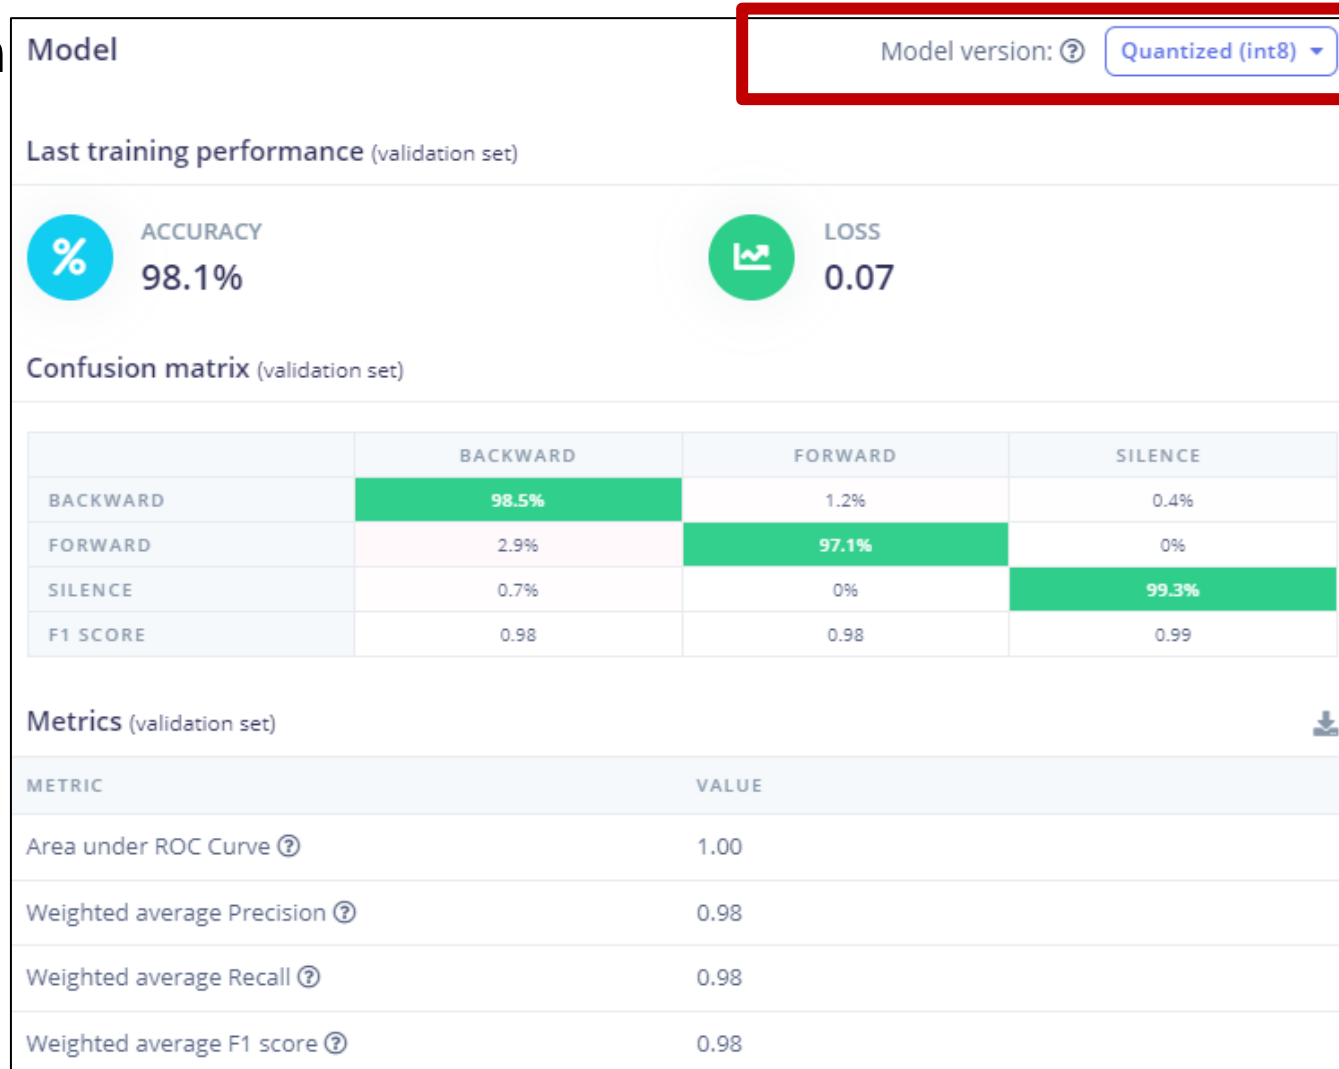 Model Model version: Quantized (int8)
Last training performance (validation set)
% ACCURACY LOSS
98.1% 0.07
Confusion matrix (validation set)
BACKWARD FORWARD SILENCE
BACKWARD 98.5% 1.2% 0.4%
FORWARD 2.9% 97.1% 0%
SILENCE 0.7% 0% 99.3%
F1 SCORE 0.98 0.98 0.99
Metrics (validation set)
METRIC VALUE
Area under ROC Curve ? 1.00
Weighted average Precision ? 0.98
Weighted average Recall ? 0.98
Weighted average F1 score ? 0.98